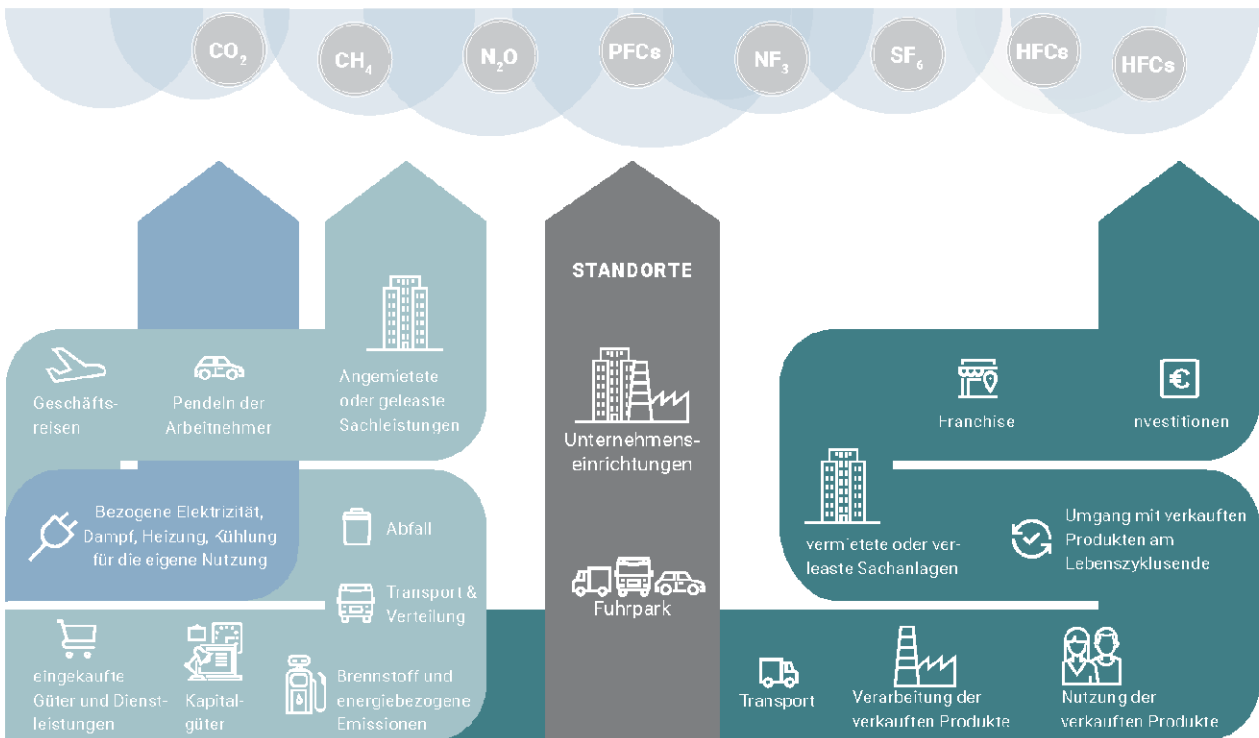 CO₂
CH₄
N₂O
PFCs
NF₃
SF₆
HFCs
HFCs
Geschäfts-
reisen
Pendeln der
Arbeitnehmer
Angemietete
oder geleaste
Sachleistungen
Bezogene Elektrizität,
Dampf, Heizung, Kühlung
für die eigene Nutzung
Abfall
Transport &
Verteilung
eingekaufte
Güter und Dienst-
leistungen
Kapital-
güter
Brennstoff und
energiebezogene
Emissionen
STANDORTE
Unternehmens-
einrichtungen
Fuhrpark
Franchise
€
nvestitionen
vermietete oder ver-
leaste Sachanlagen
Umgang mit verkauften
Produkten am
Lebenszyklusende
Transport
Verarbeitung der
verkauften Produkte
Nutzung der
verkauften Produkte